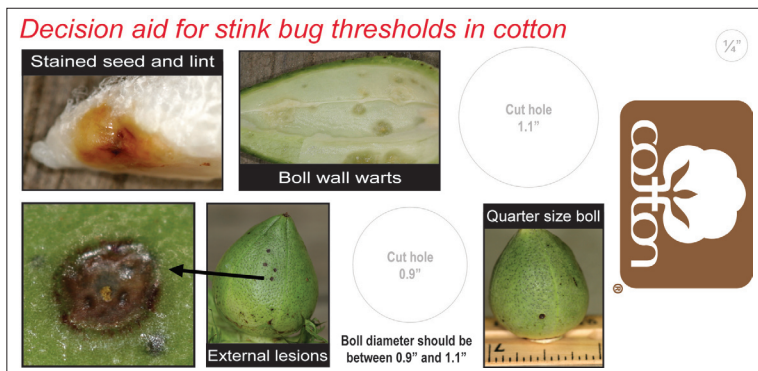 Decision aid for stink bug thresholds in cotton
Stained seed and lint
Boll wall warts
Cut hole
1.1”
¼”
cotton
®
External lesions
Cut hole
0.9”
Boll diameter should be
between 0.9” and 1.1”
Quarter size boll